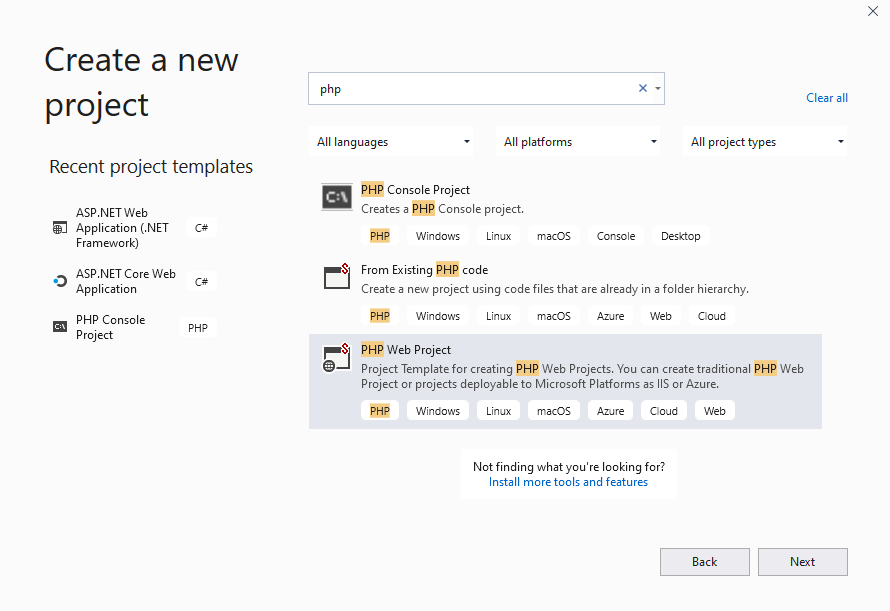 Create a new
project
Recent project templates
ASP.NET Web
Application (.NET
Framework)
C#
ASP.NET Core Web
Application
C#
PHP Console
Project
PHP
php
Clear all
All languages
All platforms
All project types
PHP Console Project
Creates a PHP Console project.
PHP Windows Linux macOS Console Desktop
From Existing PHP code
Create a new project using code files that are already in a folder hierarchy.
PHP Windows Linux macOS Azure Web Cloud
PHP Web Project
Project Template for creating PHP Web Projects. You can create traditional PHP Web
Project or projects deployable to Microsoft Platforms as IIS or Azure.
PHP Windows Linux macOS Azure Cloud Web
Not finding what you're looking for?
Install more tools and features
Back
Next